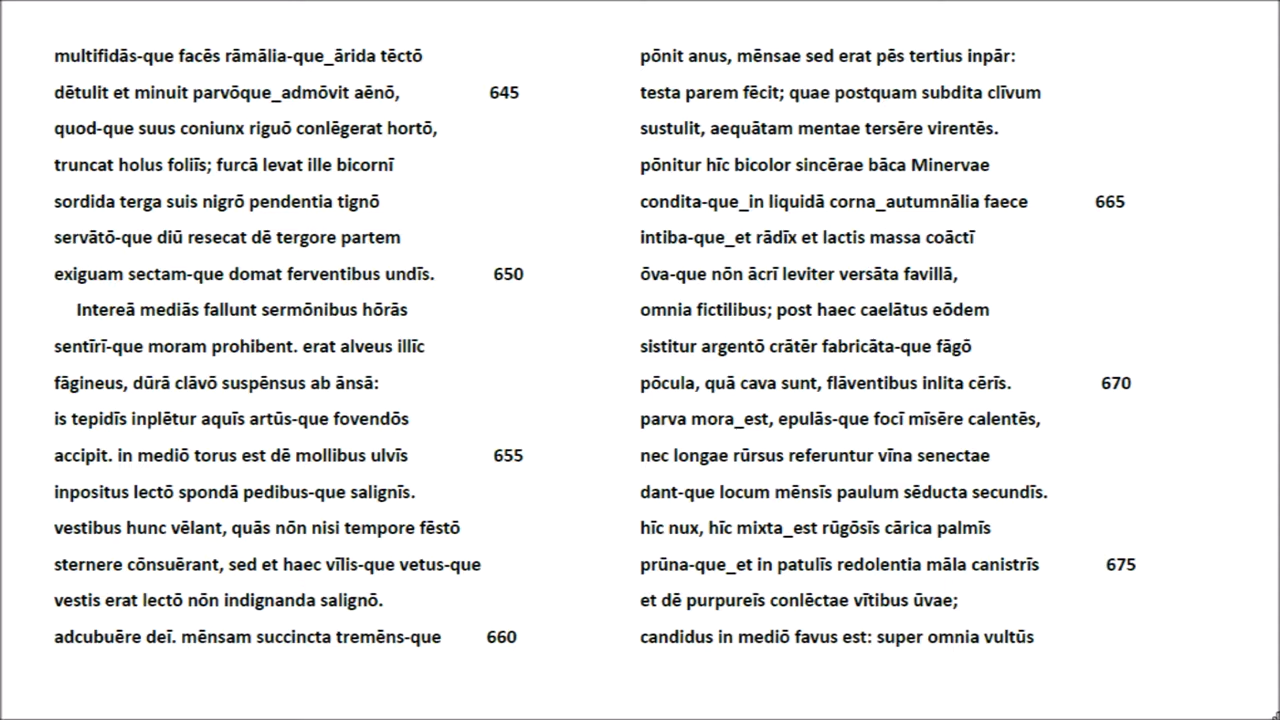 multifidās-que facēs rāmālia-que_ārida tēctō
dētulit et minuit parvōque_admōvit aēnō, 645
quod-que suus coniunx riguō conlēgerat hortō,
truncat holus foliīs; furcā levat ille bicornī
sordida terga suis nigrō pendentia tignō
servātō-que diū resecat dē tergore partem
exiguam sectam-que domat ferventibus undīs. 650
Intereā mediās fallunt sermōnibus hōrās
sentīrī-que moram prohibent. erat alveus illīc
fāgineus, dūrā clāvō suspēnsus ab ānsā:
is tepidīs inplētur aquīs artūs-que fovendōs
accipit. in mediō torus est dē mollibus ulvīs 655
inpositus lectō spondā pedibus-que salignīs.
vestibus hunc vēlant, quās nōn nisi tempore fēstō
sternere cōnsuērant, sed et haec vīlis-que vetus-que
vestis erat lectō nōn indignanda salignō.
adcubuēre deī. mēnsam succincta tremēns-que 660
pōnit anus, mēnsae sed erat pēs tertius inpār:
testa parem fēcit; quae postquam subdita clīvum
sustulit, aequātam mentae tersēre virentēs.
pōnitur hīc bicolor sincērae bāca Minervae
condita-que_in liquidā corna_autumnālia faece 665
intiba-que_et rādīx et lactis massa coāctī
ōva-que nōn ācrī leviter versāta favillā,
omnia fictilibus; post haec caelātus eōdem
sistitur argentō crātēr fabricāta-que fāgō
pōcula, quā cava sunt, flāventibus inlita cērīs. 670
parva mora_est, epulās-que focī mīsēre calentēs,
nec longae rūrsus referuntur vīna senectae
dant-que locum mēnsīs paulum sēducta secundīs.
hīc nux, hīc mixta_est rūgōsīs cārica palmīs
prūna-que_et in patulīs redolentia māla canistrīs 675
et dē purpureīs conlēctae vītibus ūvae;
candidus in mediō favus est: super omnia vultūs